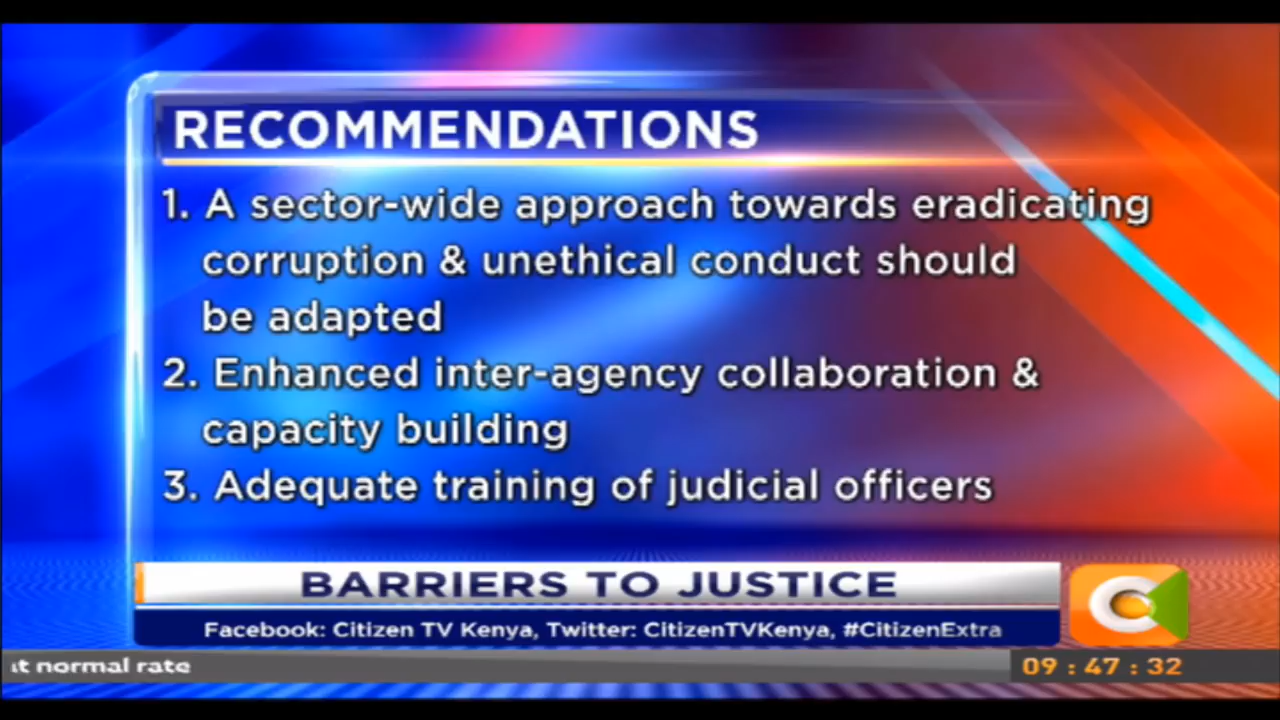 RECOMMENDATIONS
1. A sector-wide approach towards eradicating
corruption & unethical conduct should
be adapted
2. Enhanced inter-agency collaboration &
capacity building
3. Adequate training of judicial officers
BARRIERS TO JUSTICE
Facebook: Citizen TV Kenya, Twitter: CitizenTVKenya, #CitizenExtra
normal rate
09 : 47 : 32